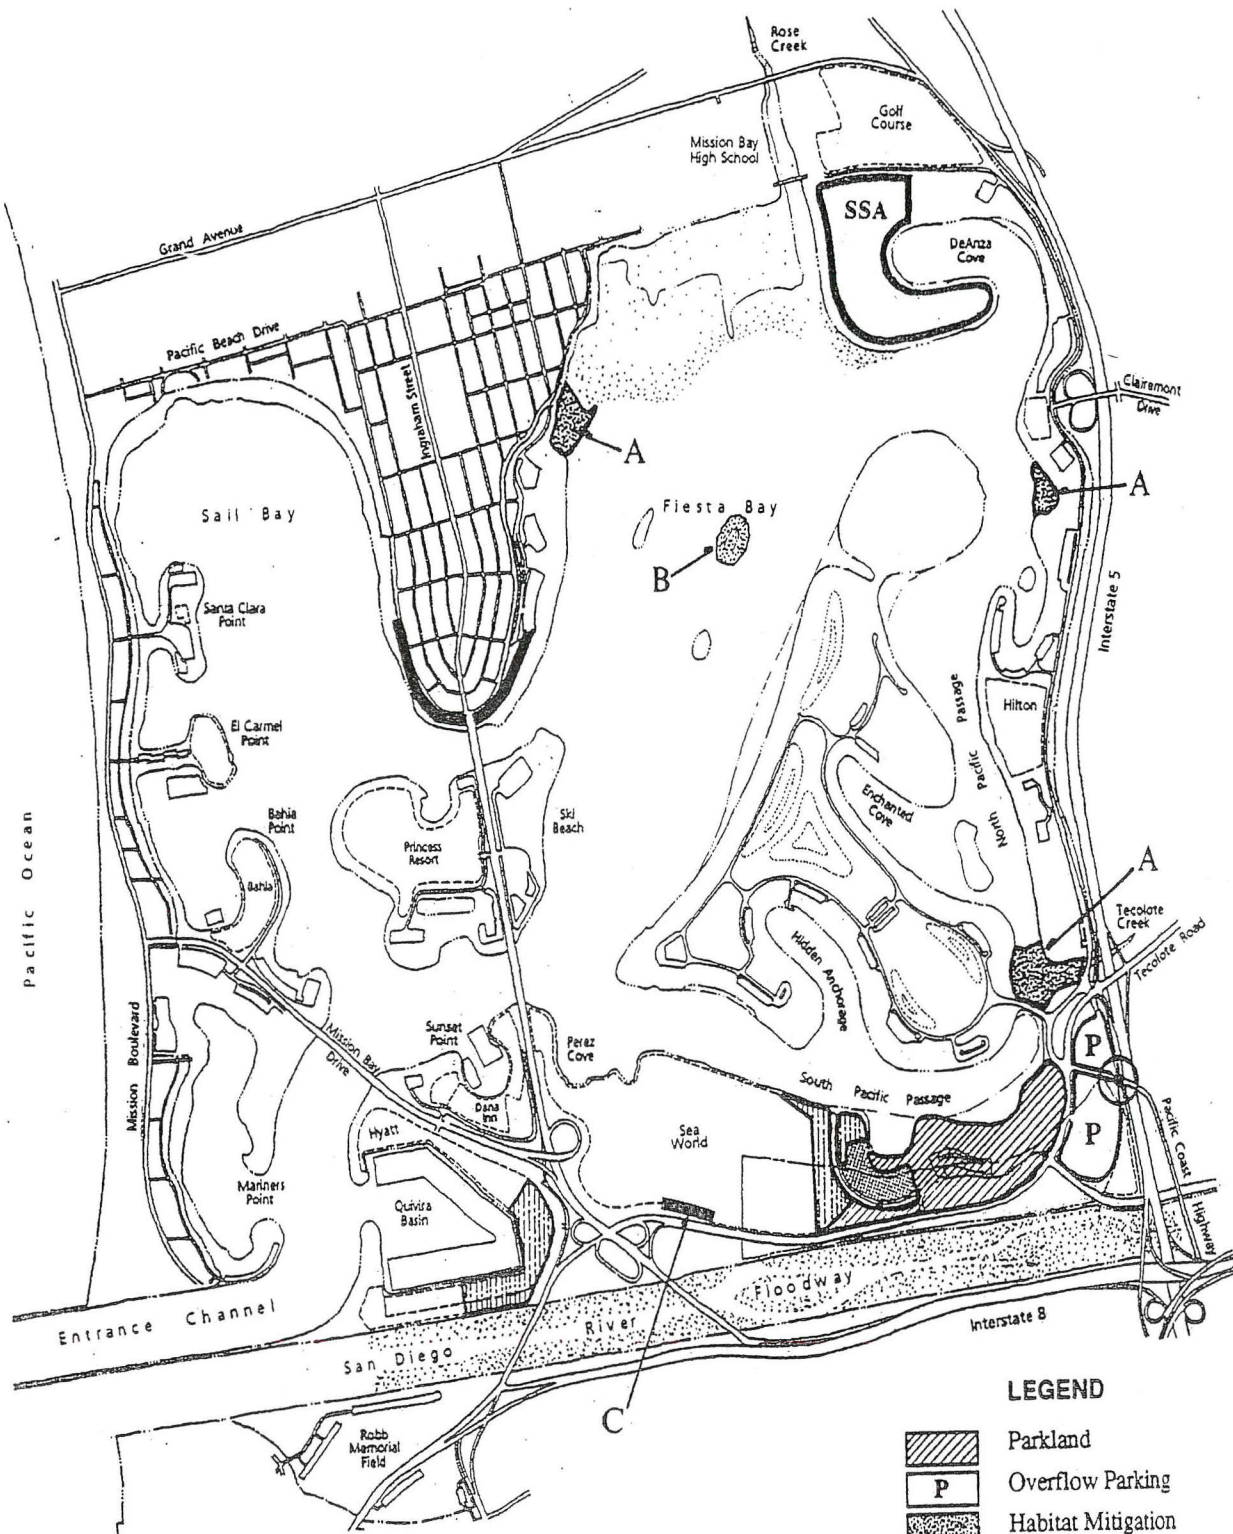 Rose
Creek
Golf
Course
Mission Bay
High School
SSA
Grand Avenue
DeAnza
Cove
Pacific Beach Drive
Ingraham Street
Clairemont
Drive
A
A
Sail Bay
Fiesta Bay
B
Santa Clara
Point
Interstate 5
North Pacific Passage
Hilton
El Carmel
Point
Pacific Ocean
Bahia
Point
Ski
Beach
Enchanted
Cove
Princess
Resort
Bahia
A
Tecolote
Creek
Tecolote Road
Hidden Anchorage
Mission Boulevard
Mission Bay
Drive
Sunset
Point
Perez
Cove
P
South Pacific Passage
Dana
Inn
Hyatt
Sea
World
P
Pacific Coast Highway
Mariners
Point
Quivira
Basin
Entrance Channel
San Diego River Floodway
Interstate 8
C
Robb
Memorial
Field
LEGEND
Parkland
P Overflow Parking
Habitat Mitigation